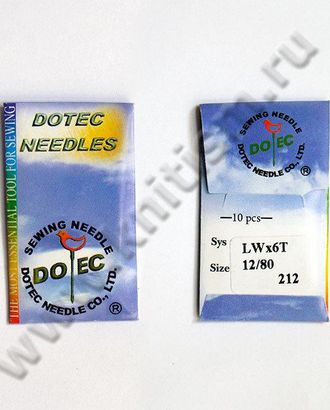 THE MOST ESSENTIAL TOOL FOR SEWING
DOTEC
NEEDLES
SEWING NEEDLE
DOTEC
DOTEC NEEDLE CO., LTD.
®
SEWING NEEDLE
DOTEC
DOTEC NEEDLE CO., LTD.
®
10 pcs
Sys LWx6T
Size 12/80
212